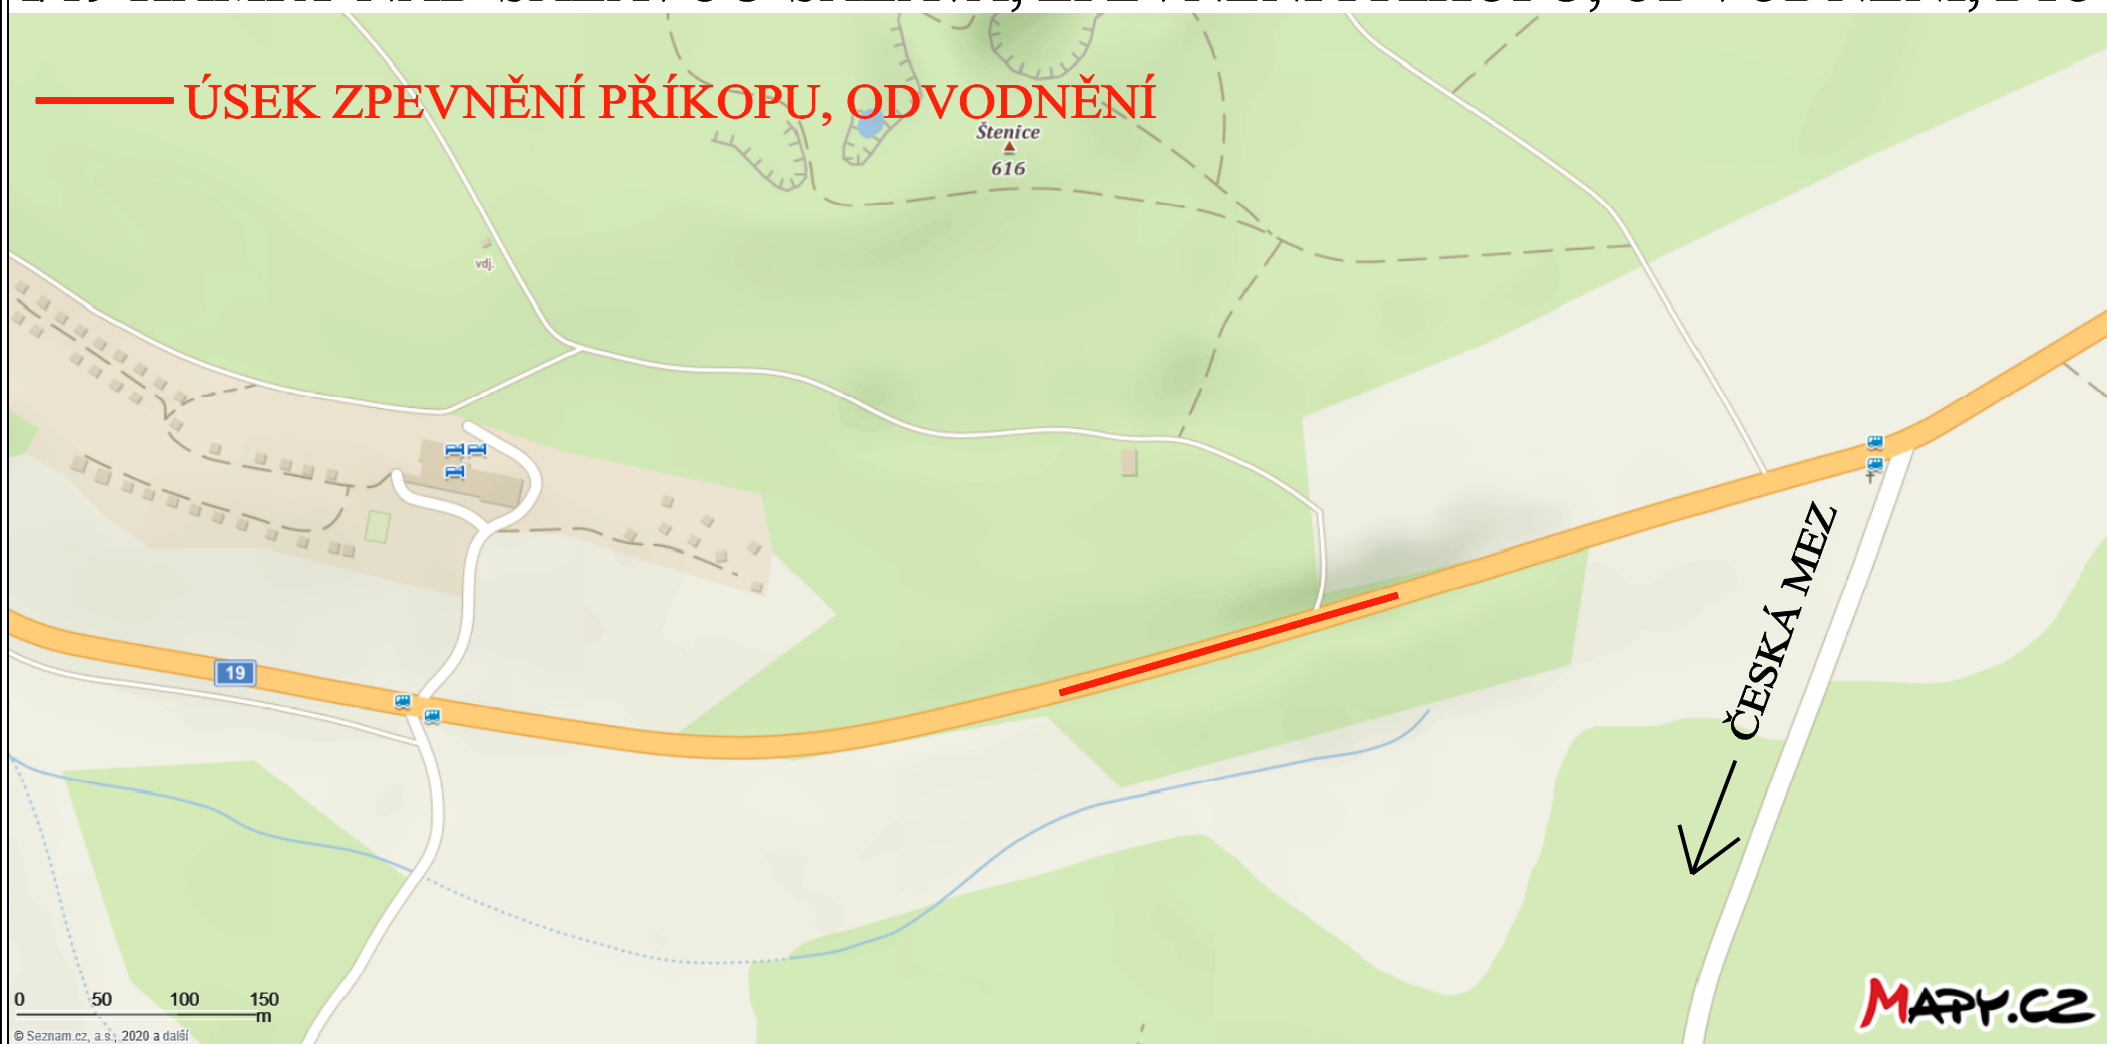 ÚSEK ZPEVNĚNÍ PŘÍKOPU, ODVODNĚNÍ
Štenice
616
vdj.
19
ČESKÁ MEZ
0 50 100 150
m
© Seznam.cz, a.s., 2020 a další
MAPY.CZ